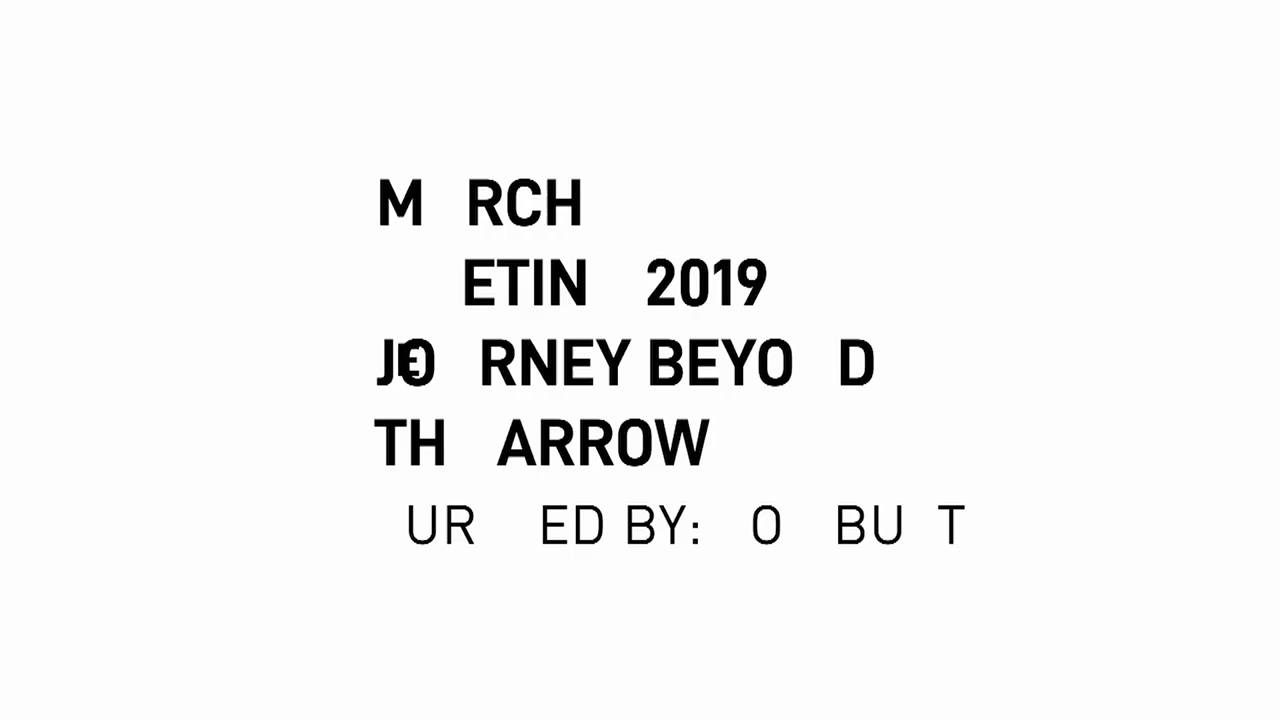 M RCH
ETIN 2019
JO RNEY BEYO D
TH ARROW
UR ED BY: O BU T